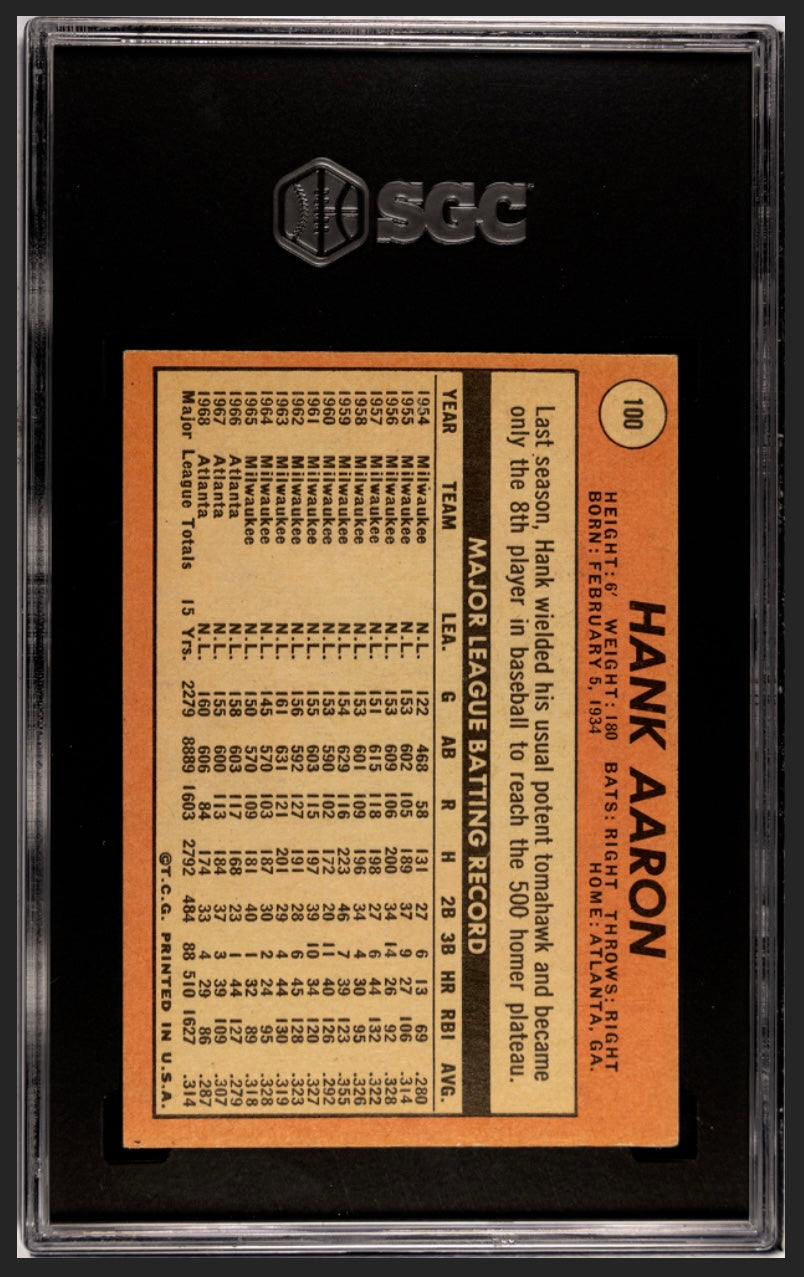 SGC
100
HANK AARON
HEIGHT: 6' WEIGHT: 180 BATS: RIGHT THROWS: RIGHT
BORN: FEBRUARY 5, 1934 HOME: ATLANTA, GA.
Last season, Hank wielded his usual potent tomahawk and became
only the 8th player in baseball to reach the 500 homer plateau.
MAJOR LEAGUE BATTING RECORD
YEAR TEAM LEA. G AB R H 2B 3B HR RBI AVG.
1954 Milwaukee N.L. 122 468 58 131 27 6 13 69 .280
1955 Milwaukee N.L. 153 602 105 189 37 9 27 106 .314
1956 Milwaukee N.L. 153 609 106 200 34 14 26 92 .328
1957 Milwaukee N.L. 151 615 118 198 27 6 44 132 .322
1958 Milwaukee N.L. 153 601 109 196 34 4 30 95 .326
1959 Milwaukee N.L. 154 629 116 223 46 7 39 123 .355
1960 Milwaukee N.L. 153 590 102 172 20 11 40 126 .292
1961 Milwaukee N.L. 155 603 115 197 39 10 34 120 .327
1962 Milwaukee N.L. 156 592 127 191 28 6 45 128 .323
1963 Milwaukee N.L. 161 631 121 201 29 4 44 130 .319
1964 Milwaukee N.L. 145 570 103 187 30 2 24 95 .328
1965 Milwaukee N.L. 150 570 109 181 40 1 32 89 .318
1966 Atlanta N.L. 158 603 117 168 23 1 44 127 .279
1967 Atlanta N.L. 155 600 113 184 37 3 39 109 .307
1968 Atlanta N.L. 160 606 84 174 33 4 29 86 .287
Major League Totals 15 Yrs. 2279 8889 1603 2792 484 88 510 1627 .314
©T.C.G. PRINTED IN U.S.A.